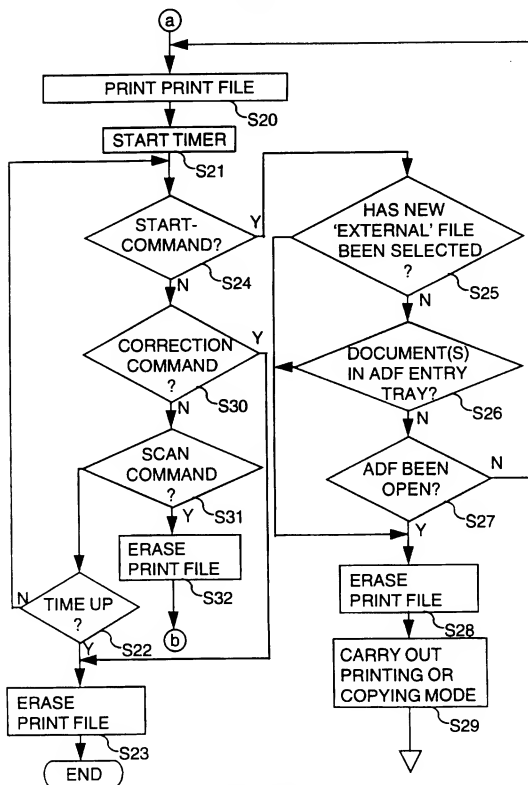 a
PRINT PRINT FILE
S20
START TIMER
S21
START-
COMMAND?
Y
N
S24
HAS NEW
'EXTERNAL' FILE
BEEN SELECTED
?
S25
N
CORRECTION
COMMAND
?
Y
S30
N
DOCUMENT(S)
IN ADF ENTRY
TRAY?
S26
N
SCAN
COMMAND
?
S31
Y
ADF BEEN
OPEN?
N
S27
Y
ERASE
PRINT FILE
S32
b
ERASE
PRINT FILE
S28
N
TIME UP
?
S22
Y
CARRY OUT
PRINTING OR
COPYING MODE
S29
ERASE
PRINT FILE
S23
END